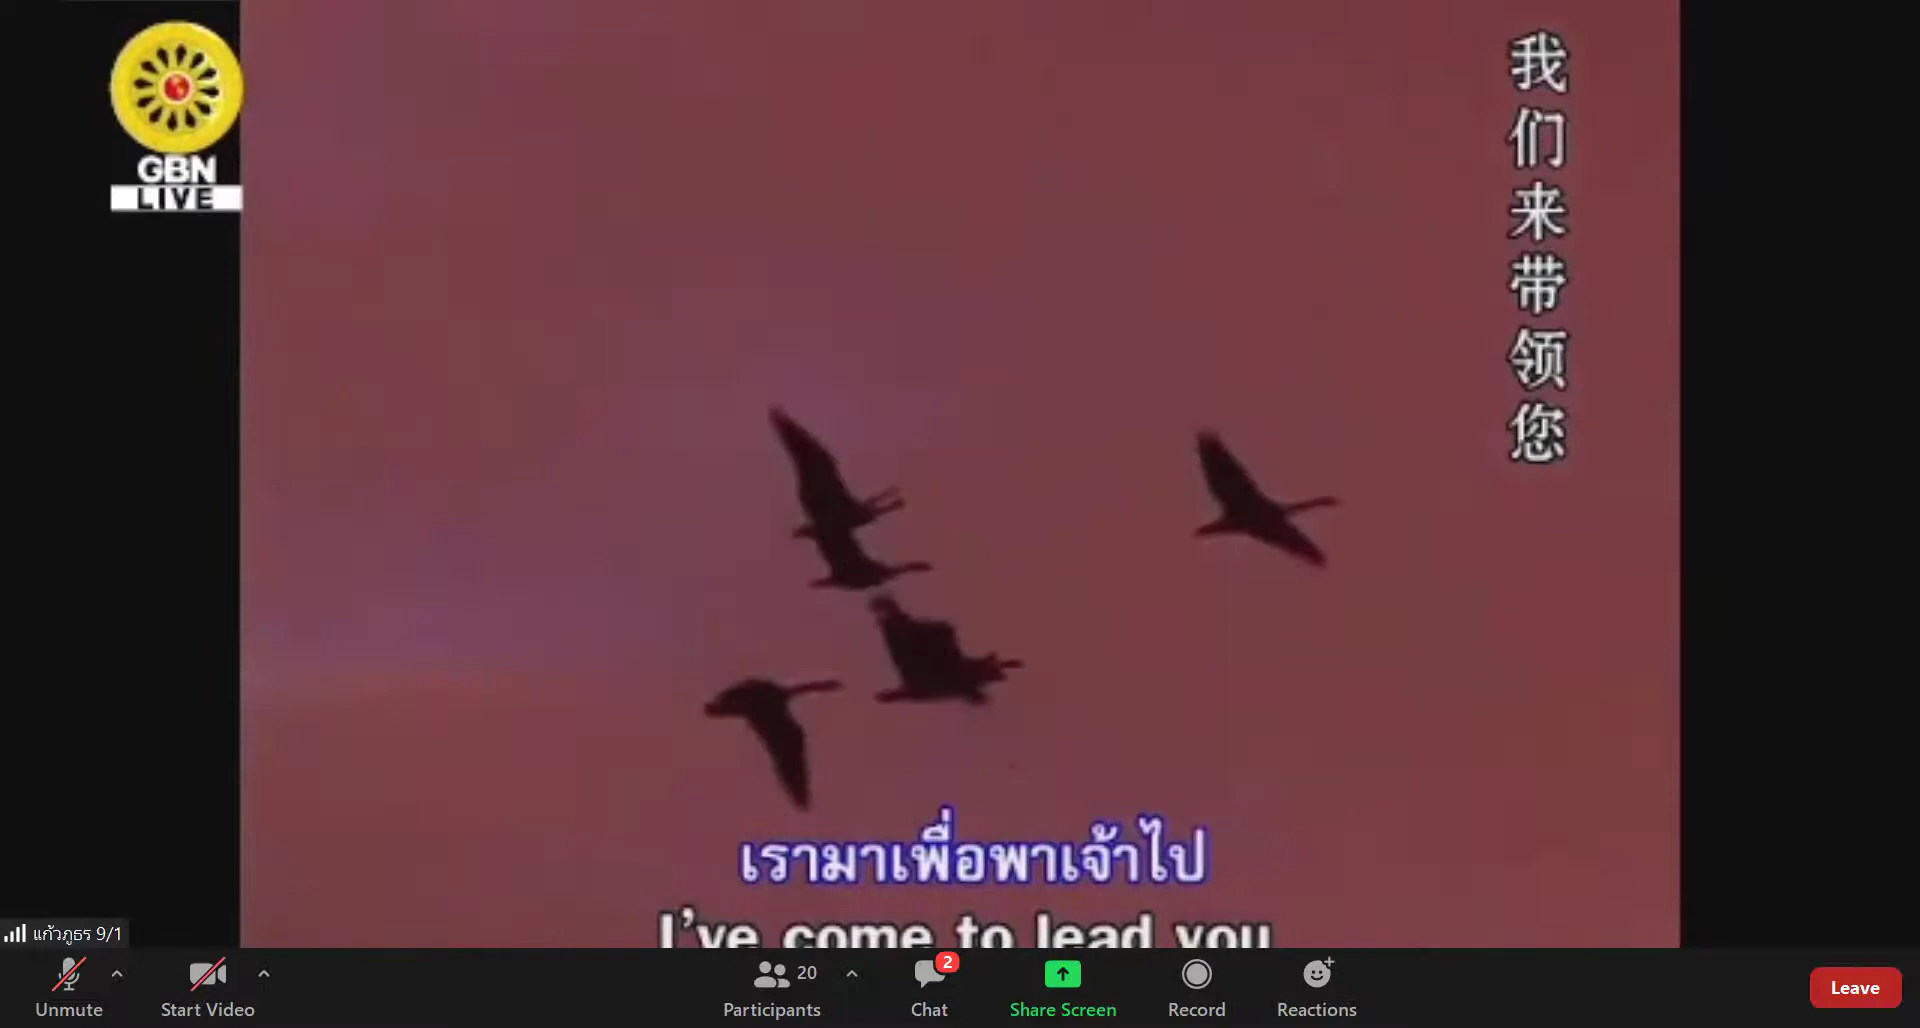 GBN
LIVE
我们来带领您
เรามาเพื่อพาเจ้าไป
I've come to lead you
แก้วภูธร 9/1
Unmute
Start Video
20
Participants
2
Chat
Share Screen
Record
Reactions
Leave